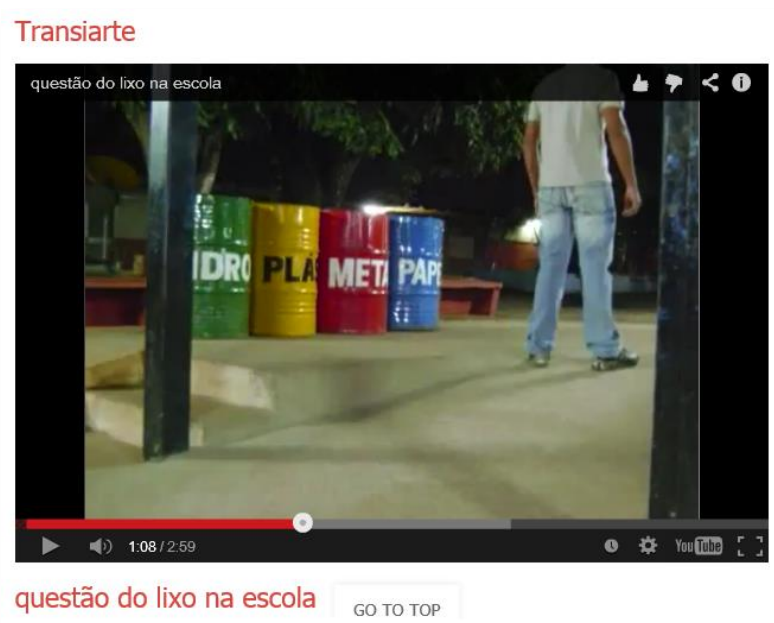 Transiarte
questão do lixo na escola
IDRO PLÁS META PAPE
1:08 / 2:59 YouTube
questão do lixo na escola
GO TO TOP